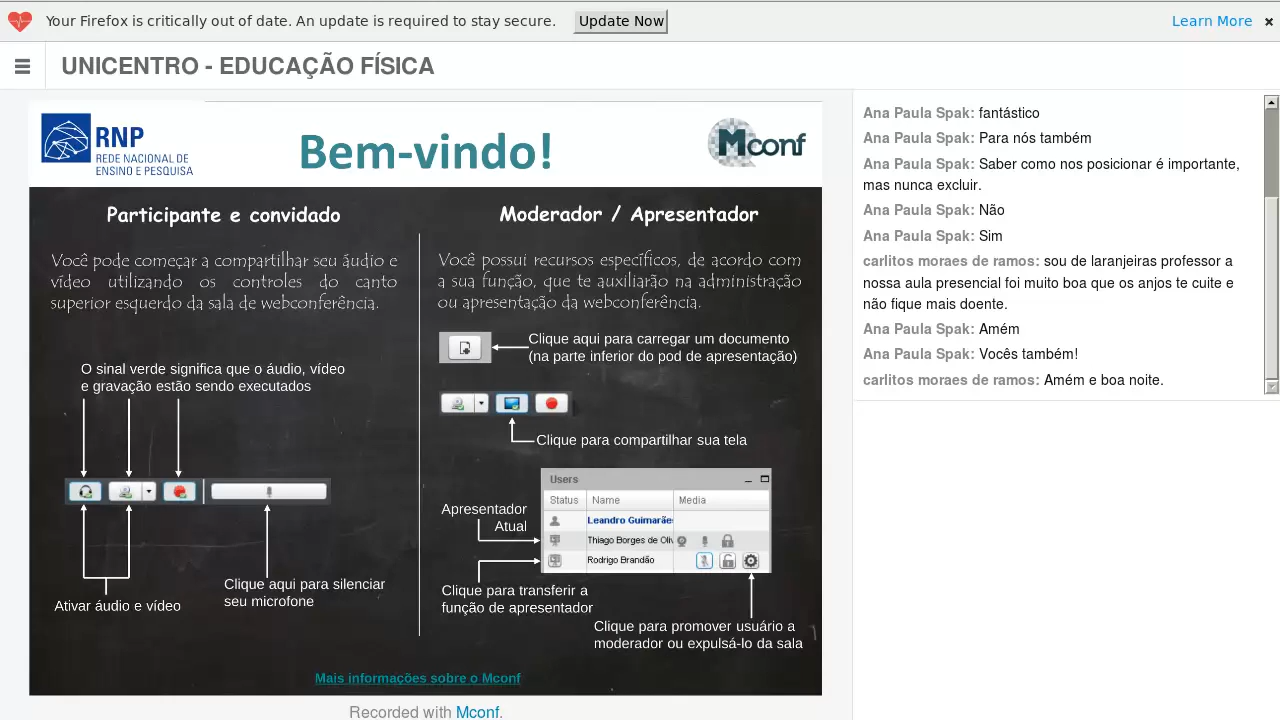 Your Firefox is critically out of date. An update is required to stay secure. Update Now Learn More ×
UNICENTRO - EDUCAÇÃO FÍSICA
RNP
REDE NACIONAL DE
ENSINO E PESQUISA
Bem-vindo!
Mconf
Participante e convidado
Você pode começar a compartilhar seu áudio e
vídeo utilizando os controles do canto
superior esquerdo da sala de webconferência.
O sinal verde significa que o áudio, vídeo
e gravação estão sendo executados
Ativar áudio e vídeo
Clique aqui para silenciar
seu microfone
Moderador / Apresentador
Você possui recursos específicos, de acordo com
a sua função, que te auxiliarão na administração
ou apresentação da webconferência.
Clique aqui para carregar um documento
(na parte inferior do pod de apresentação)
Clique para compartilhar sua tela
Users
Status Name Media
Leandro Guimarães
Thiago Borges de Oliv
Rodrigo Brandão
Apresentador
Atual
Clique para transferir a
função de apresentador
Clique para promover usuário a
moderador ou expulsá-lo da sala
Mais informações sobre o Mconf
Recorded with Mconf.
Ana Paula Spak: fantástico
Ana Paula Spak: Para nós também
Ana Paula Spak: Saber como nos posicionar é importante,
mas nunca excluir.
Ana Paula Spak: Não
Ana Paula Spak: Sim
carlitos moraes de ramos: sou de laranjeiras professor a
nossa aula presencial foi muito boa que os anjos te cuite e
não fique mais doente.
Ana Paula Spak: Amém
Ana Paula Spak: Vocês também!
carlitos moraes de ramos: Amém e boa noite.